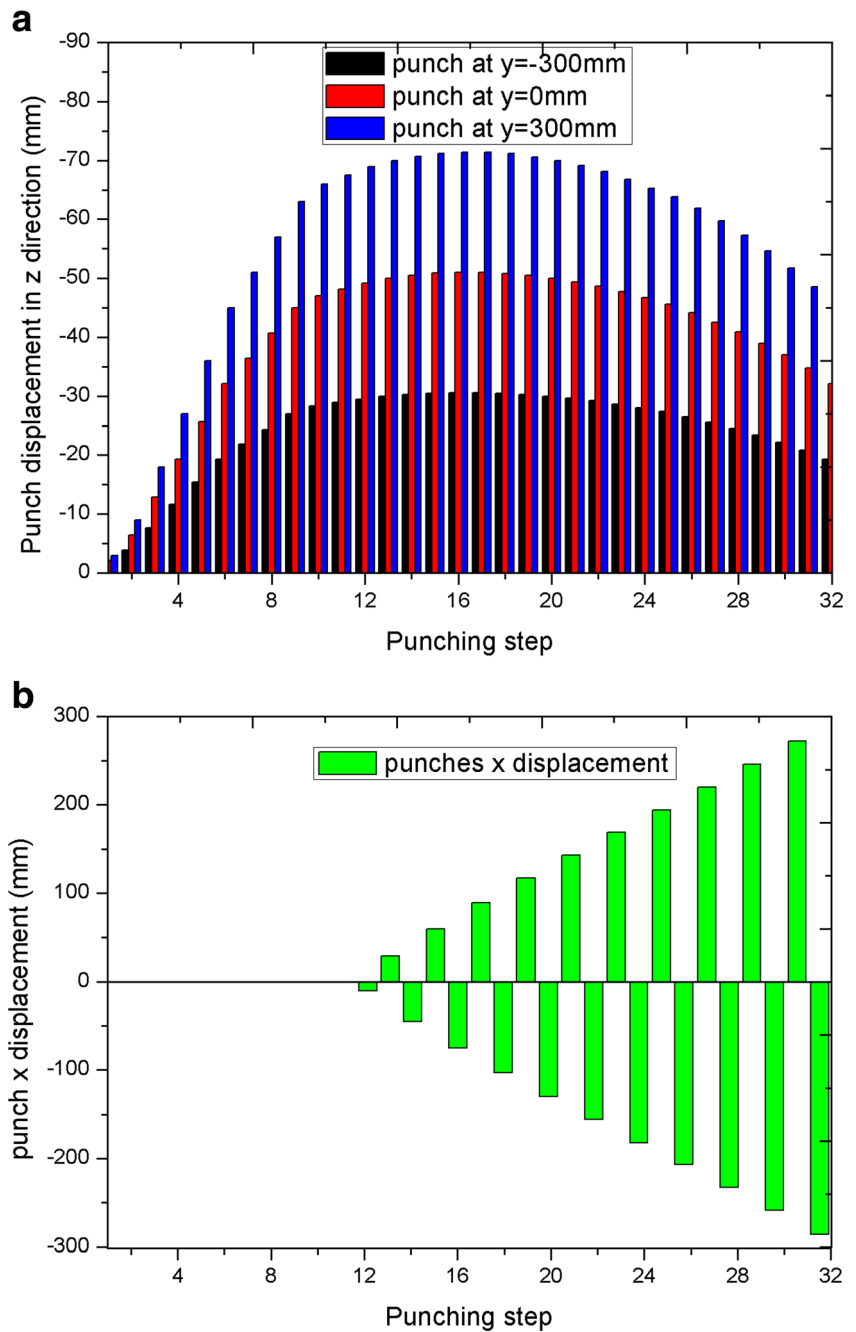 a
Punch displacement in z direction (mm)
-90
-80
-70
-60
-50
-40
-30
-20
-10
0
punch at y=-300mm
punch at y=0mm
punch at y=300mm
4 8 12 16 20 24 28 32
Punching step
b
punch x displacement (mm)
300
200
100
0
-100
-200
-300
punches x displacement
4 8 12 16 20 24 28 32
Punching step